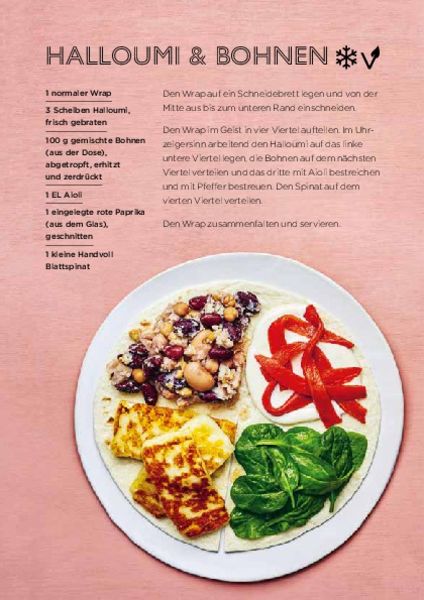 HALLOUMI & BOHNEN
1 normaler Wrap
3 Scheiben Halloumi,
frisch gebraten
100 g gemischte Bohnen
(aus der Dose),
abgetropft, erhitzt
und zerdrückt
1 EL Aioli
1 eingelegte rote Paprika
(aus dem Glas),
geschnitten
1 kleine Handvoll
Blattspinat
Den Wrap auf ein Schneidebrett legen und von der
Mitte aus bis zum unteren Rand einschneiden.
Den Wrap im Geist in vier Viertel aufteilen. Im Uhr-
zeigersinn arbeitend den Halloumi auf das linke
untere Viertel legen, die Bohnen auf dem nächsten
Viertel verteilen und das dritte mit Aioli bestreichen
und mit Pfeffer bestreuen. Den Spinat auf dem
vierten Viertel verteilen.
Den Wrap zusammenfalten und servieren.